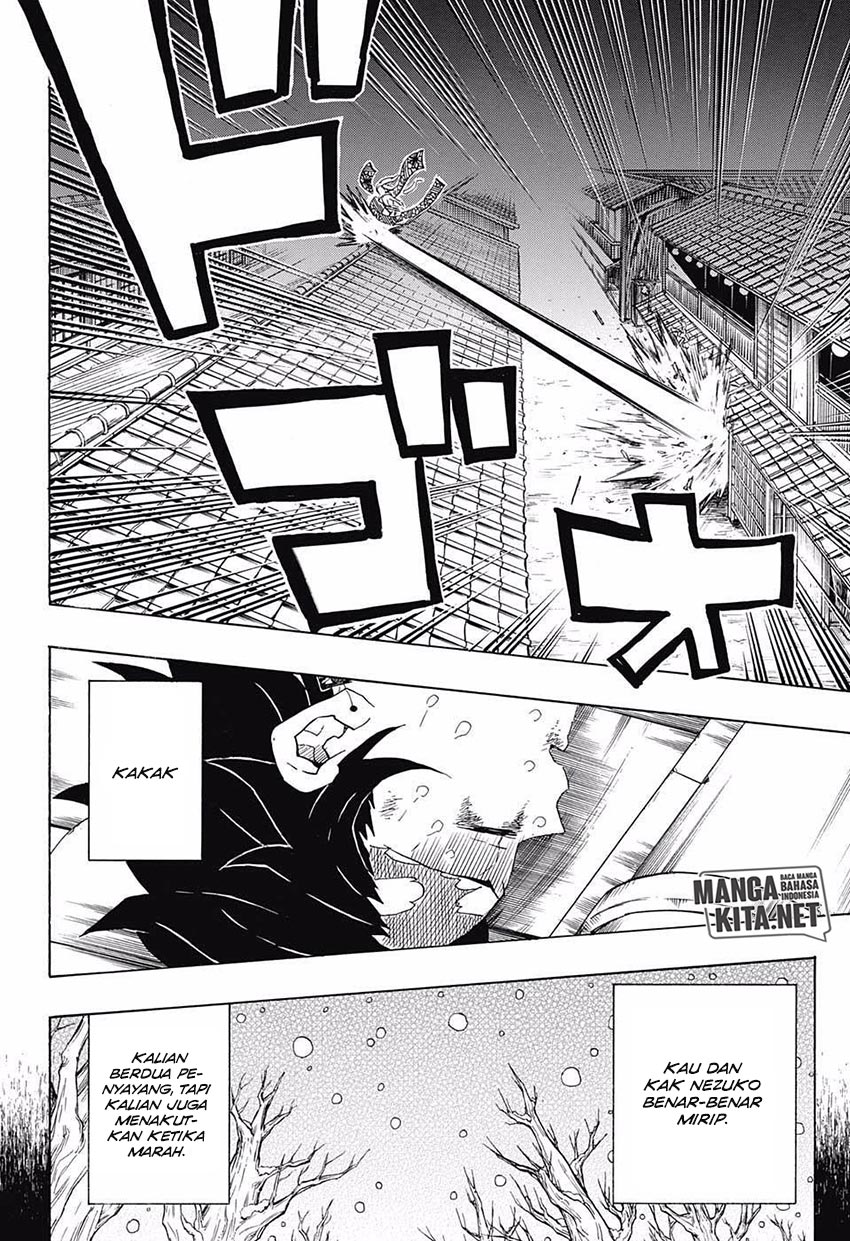 ドゴォ
KAKAK
MANGA
KITA.NET
BACA MANGA
BAHASA
INDONESIA
KAU DAN
KAK NEZUKO
BENAR-BENAR
MIRIP.
KALIAN
BERDUA PE-
NYAYANG, TAPI
KALIAN JUGA
MENAKUT-
KAN KETIKA
MARAH.